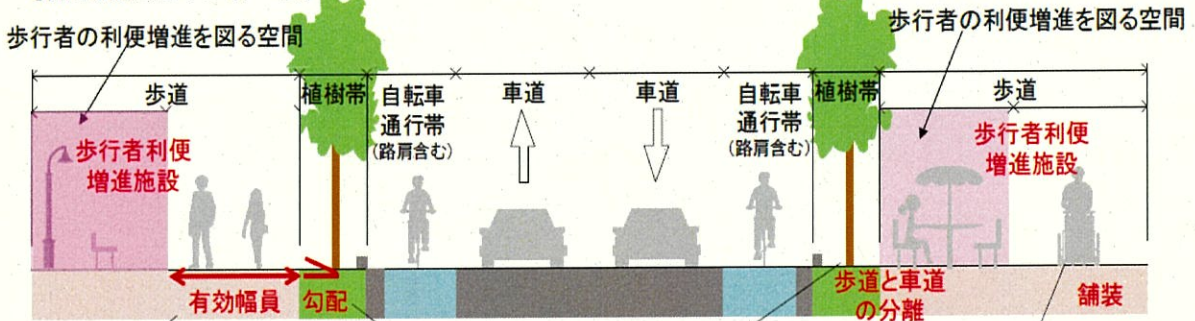 歩行者の利便増進を図る空間
歩行者の利便増進を図る空間
歩道
植樹帯
自転車
通行帯
(路肩含む)
車道
車道
自転車
通行帯
(路肩含む)
植樹帯
歩道
歩行者利便
増進施設
歩行者利便
増進施設
有効幅員
勾配
歩道と車道
の分離
舗装